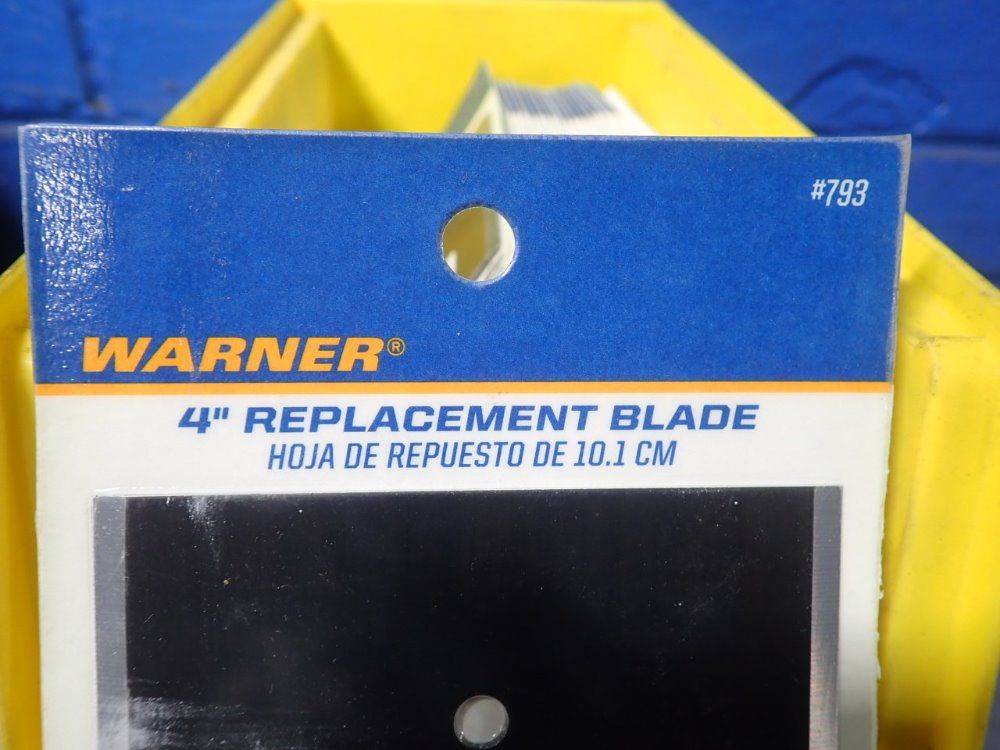 #793
WARNER®
4" REPLACEMENT BLADE
HOJA DE REPUESTO DE 10.1 CM